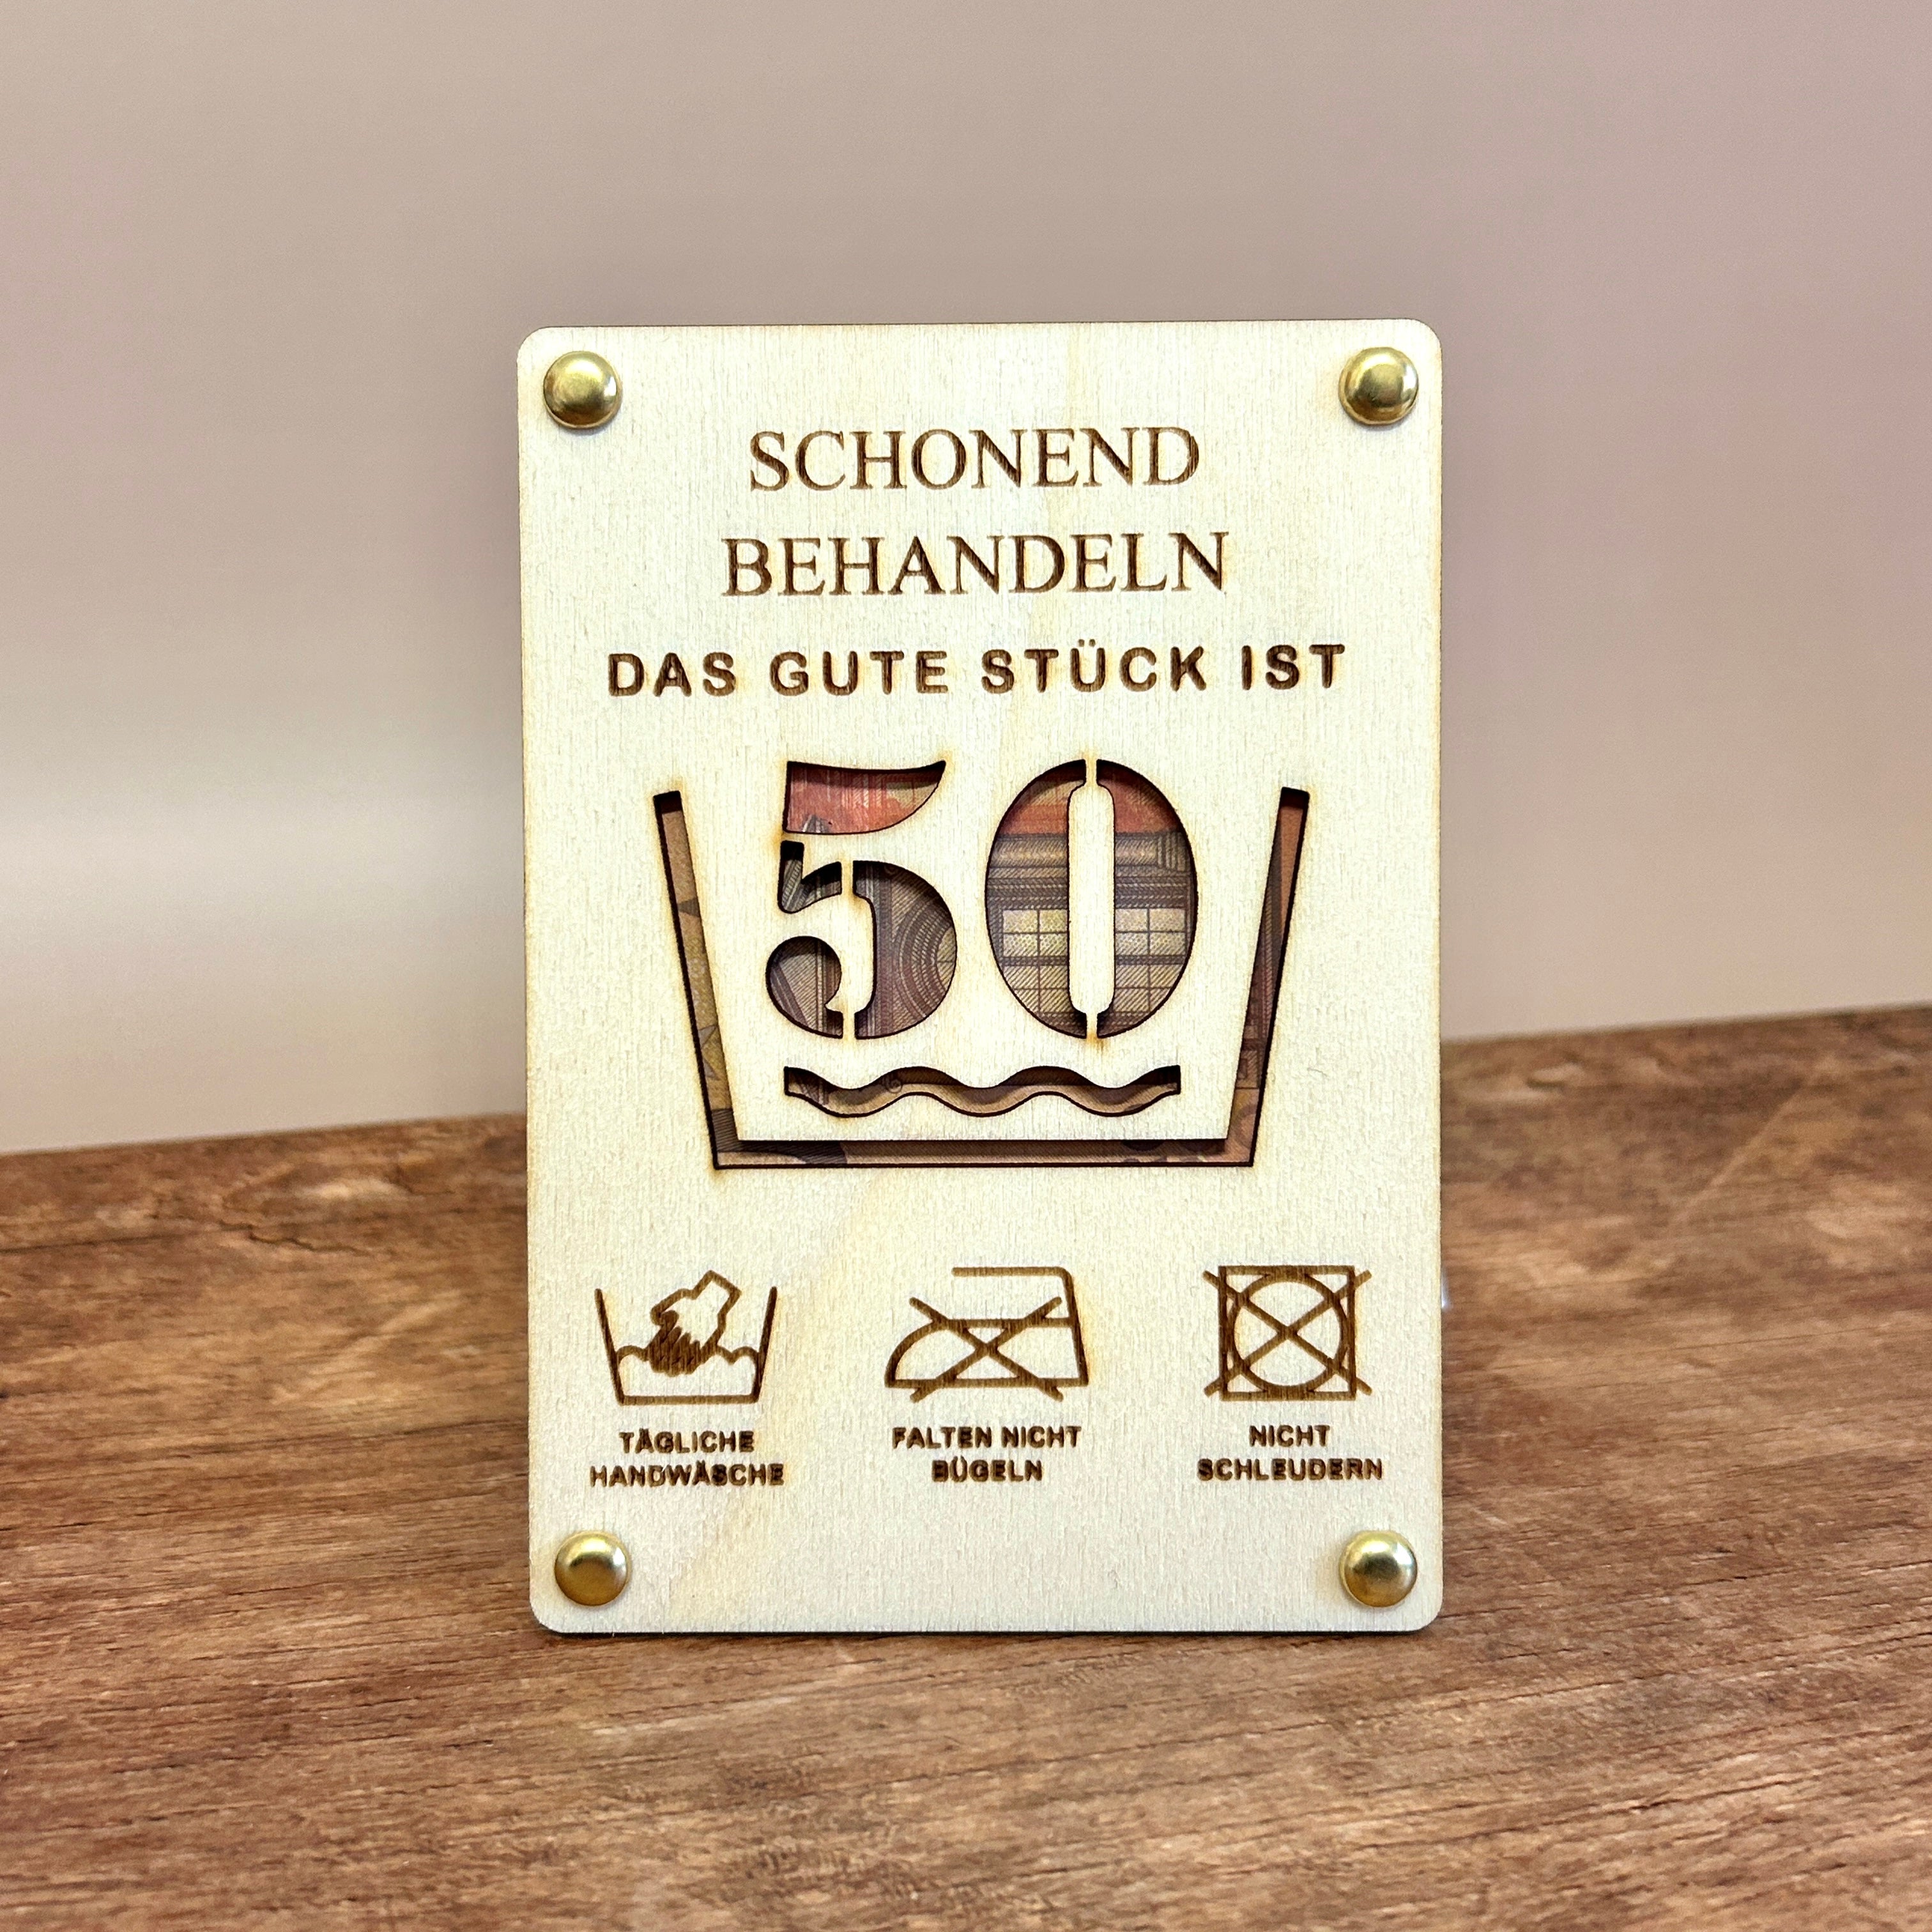 SCHONEND
BEHANDELN
DAS GUTE STÜCK IST
50
TÄGLICHE
HANDWÄSCHE
FALTEN NICHT
BÜGELN
NICHT
SCHLEUDERN